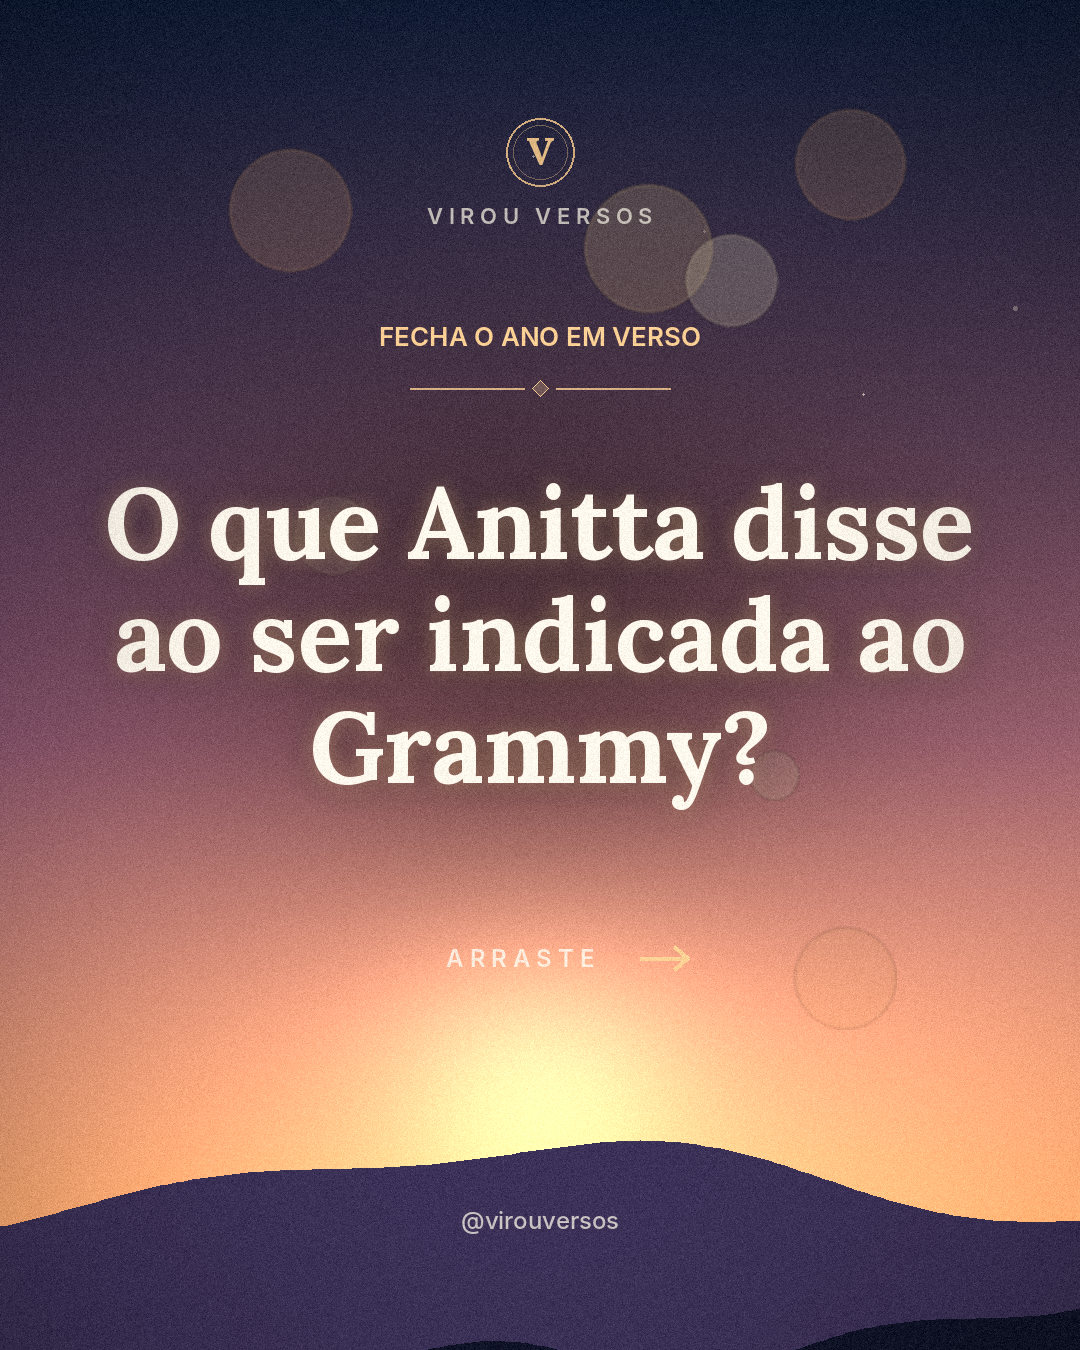 V
VIROU VERSOS
FECHA O ANO EM VERSO
O que Anitta disse
ao ser indicada ao
Grammy?
ARRASTE
@virouversos